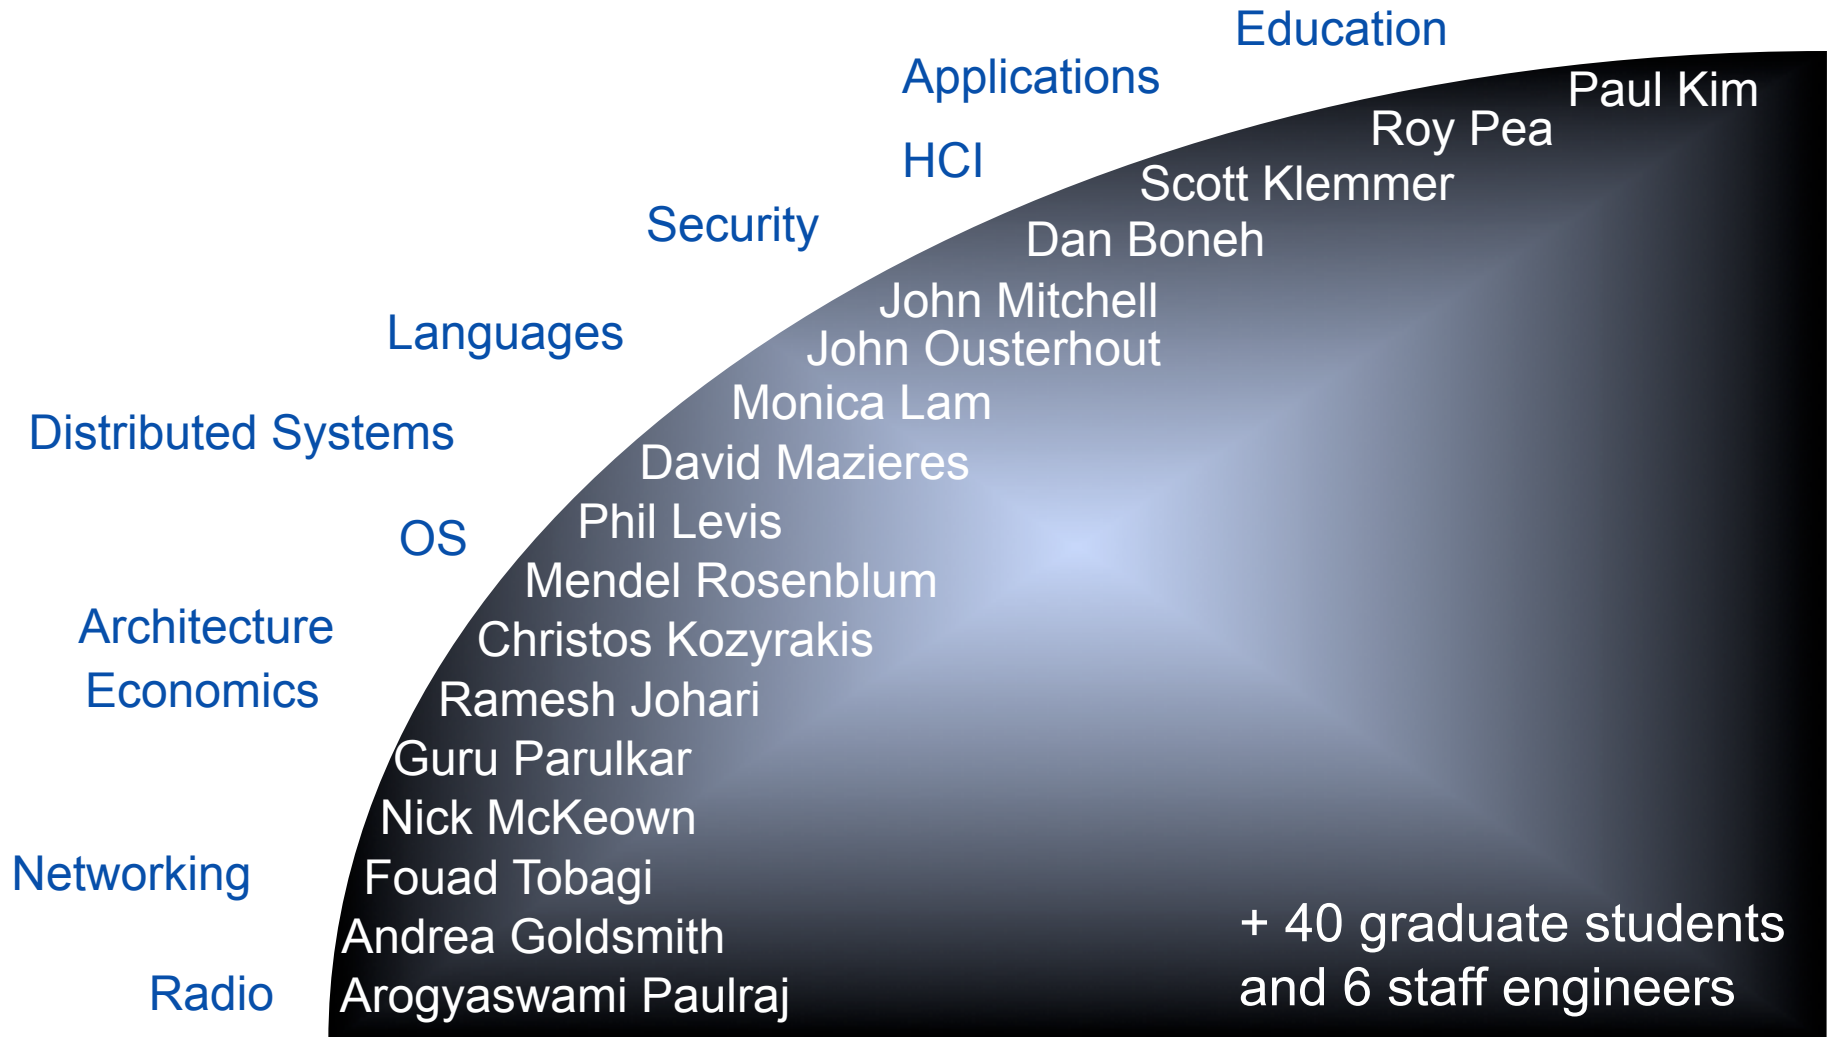 Education
Applications
HCI
Security
Languages
Distributed Systems
OS
Architecture
Economics
Networking
Radio
Paul Kim
Roy Pea
Scott Klemmer
Dan Boneh
John Mitchell
John Ousterhout
Monica Lam
David Mazieres
Phil Levis
Mendel Rosenblum
Christos Kozyrakis
Ramesh Johari
Guru Parulkar
Nick McKeown
Fouad Tobagi
Andrea Goldsmith
Arogyaswami Paulraj
+ 40 graduate students
and 6 staff engineers